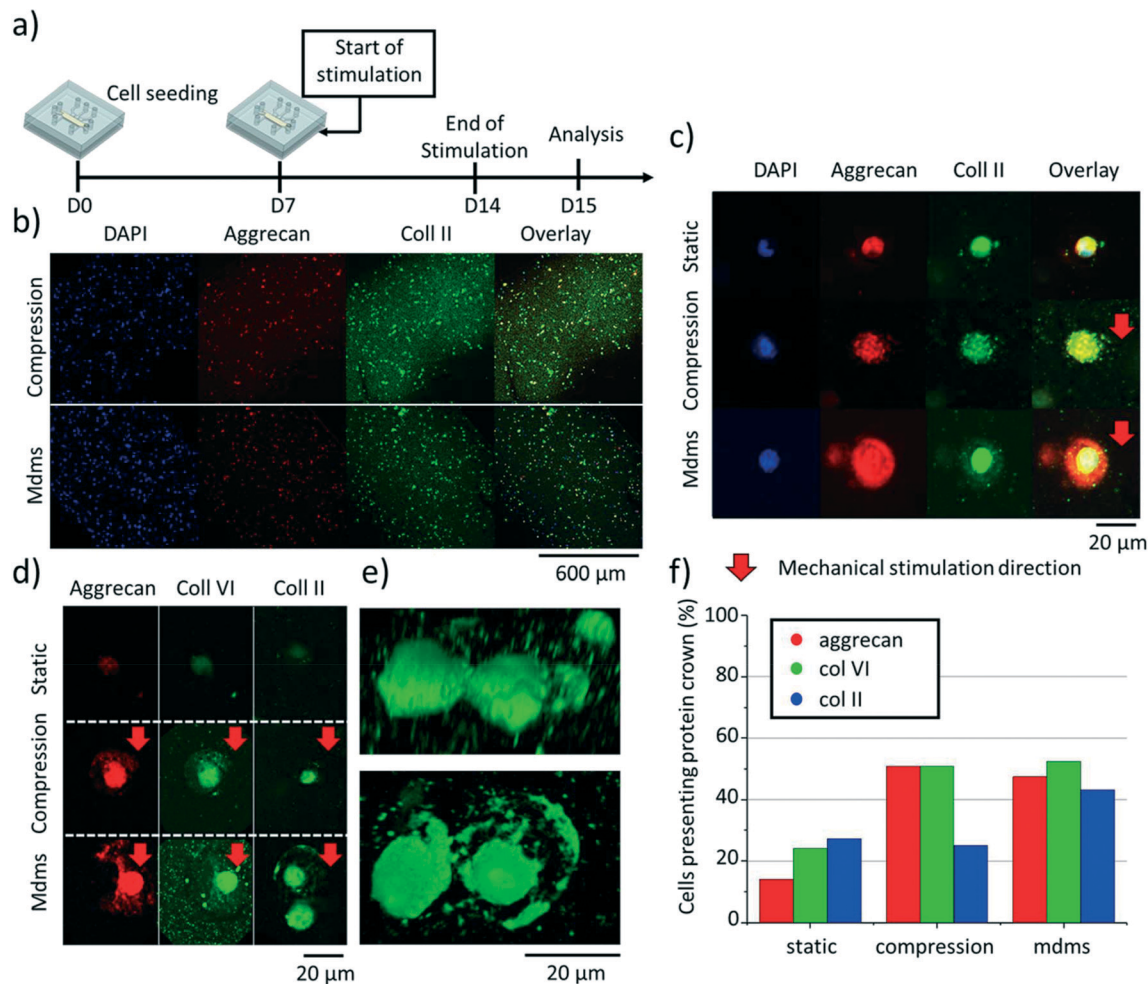 a)
Start of
stimulation
Cell seeding
End of
Stimulation
Analysis
D0
D7
D14
D15
b)
DAPI
Aggrecan
Coll II
Overlay
Compression
Mdms
600 μm
c)
DAPI
Aggrecan
Coll II
Overlay
Static
Compression
Mdms
20 μm
Mechanical stimulation direction
d)
Aggrecan
Coll VI
Coll II
Static
Compression
Mdms
20 μm
e)
20 μm
f)
Cells presenting protein crown (%)
100
80
60
40
20
0
aggrecan
col VI
col II
static
compression
mdms